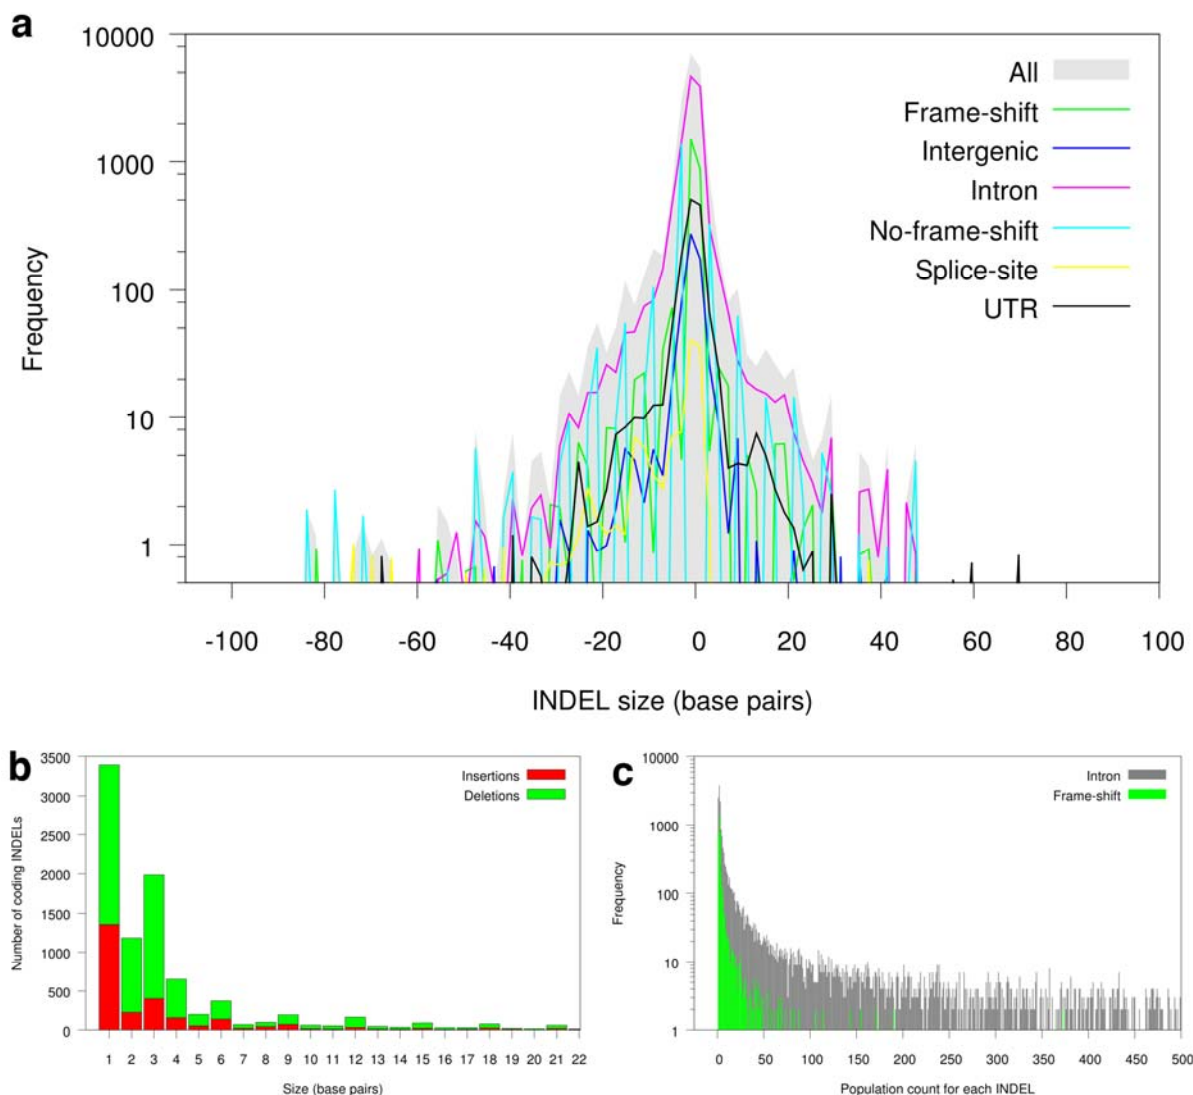 a
10000
1000
100
10
1
Frequency
All
Frame-shift
Intergenic
Intron
No-frame-shift
Splice-site
UTR
-100 -80 -60 -40 -20 0 20 40 60 80 100
INDEL size (base pairs)
b
3500
3000
2500
2000
1500
1000
500
0
Number of coding INDELs
Insertions
Deletions
1 2 3 4 5 6 7 8 9 10 11 12 13 14 15 16 17 18 19 20 21 22
Size (base pairs)
c
10000
1000
100
10
1
Frequency
Intron
Frame-shift
0 50 100 150 200 250 300 350 400 450 500
Population count for each INDEL